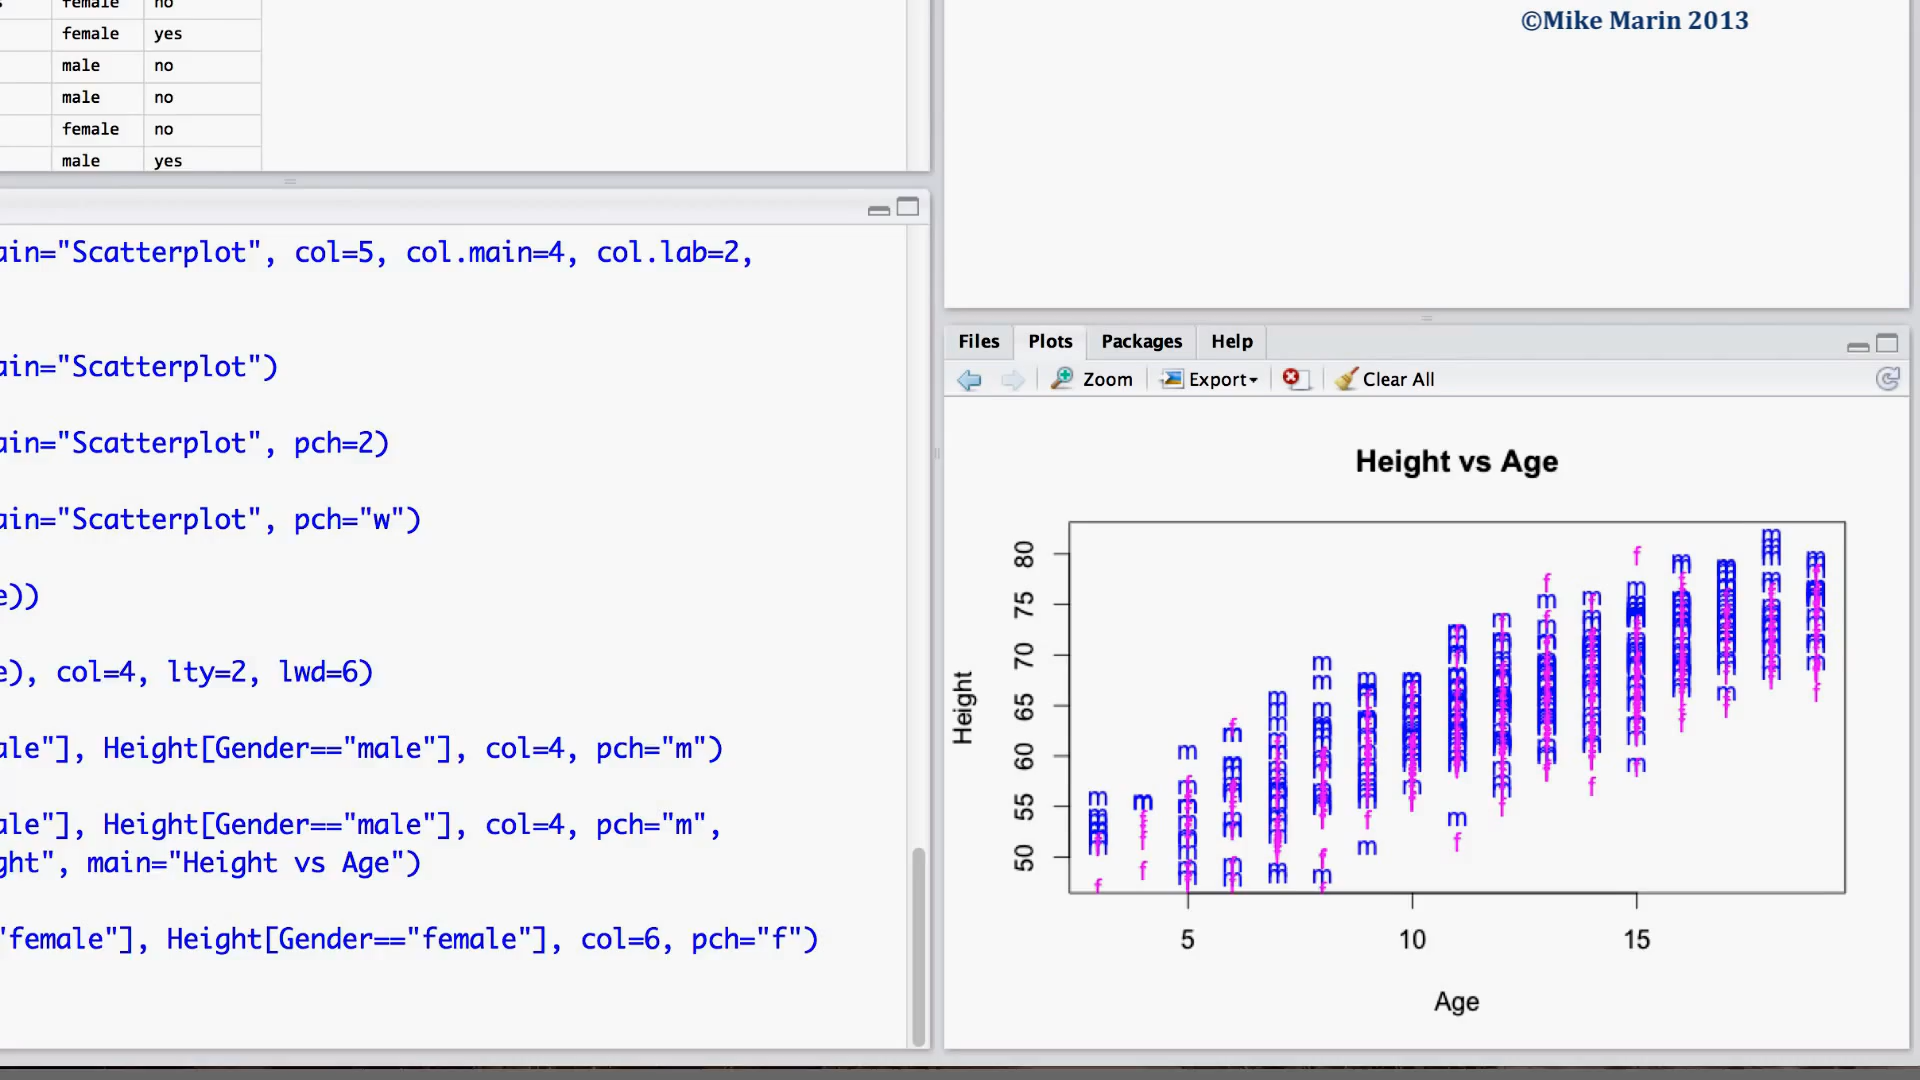 female no
female yes
male no
male no
female no
male yes
©Mike Marin 2013
ain="Scatterplot", col=5, col.main=4, col.lab=2,
ain="Scatterplot")
ain="Scatterplot", pch=2)
ain="Scatterplot", pch="w")
e))
e), col=4, lty=2, lwd=6)
ale"], Height[Gender=="male"], col=4, pch="m")
ale"], Height[Gender=="male"], col=4, pch="m",
ght", main="Height vs Age")
"female"], Height[Gender=="female"], col=6, pch="f")
Files Plots Packages Help
Zoom Export Clear All
Height vs Age
Height
80
75
70
65
60
55
50
5 10 15
Age